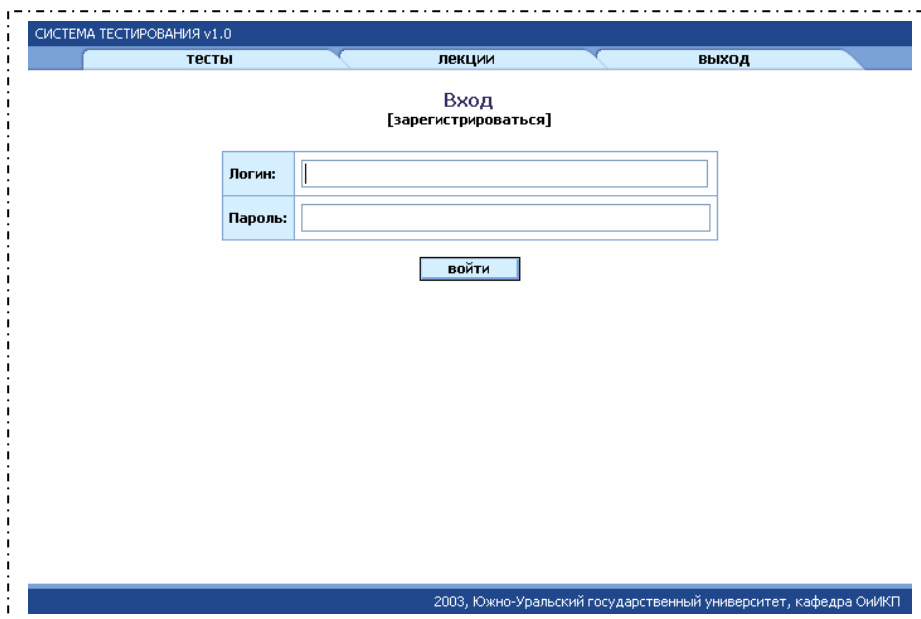 СИСТЕМА ТЕСТИРОВАНИЯ v1.0
тесты лекции выход
Вход
[зарегистрироваться]
Логин:
Пароль:
войти
2003, Южно-Уральский государственный университет, кафедра ОиИКП